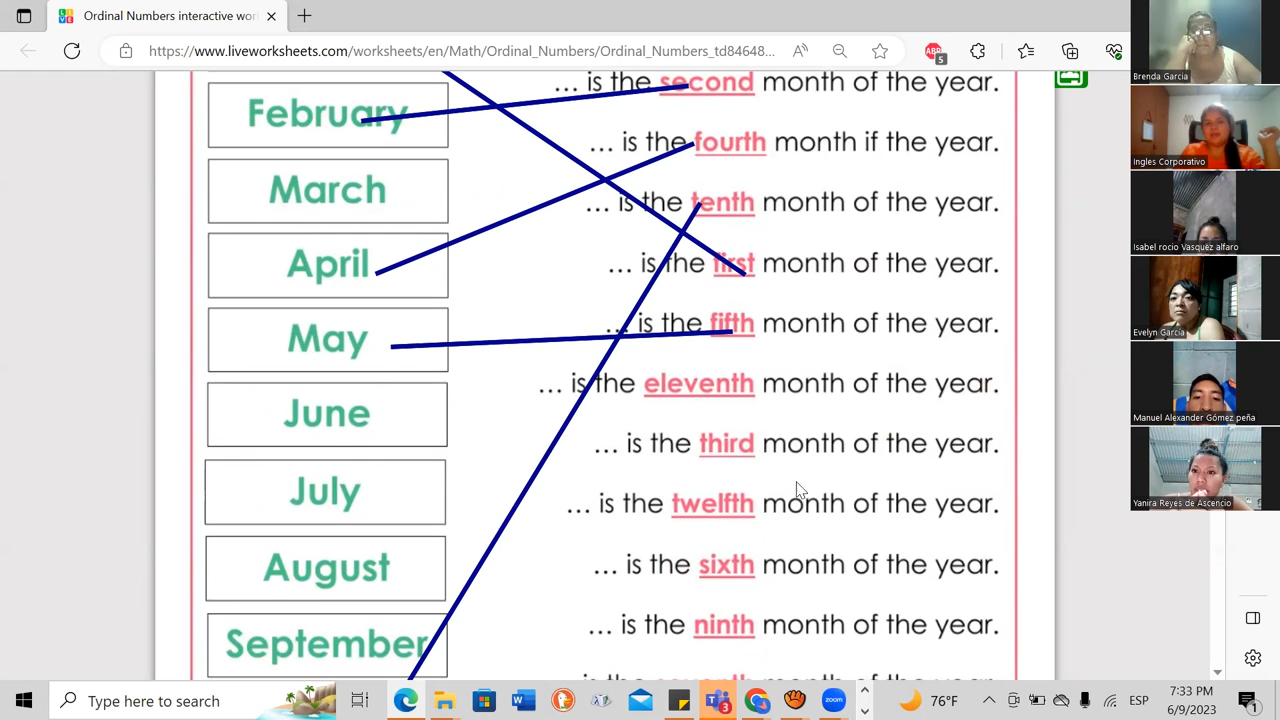 Ordinal Numbers interactive wor
https://www.liveworksheets.com/worksheets/en/Math/Ordinal_Numbers/Ordinal_Numbers_td84648...
5
February
March
April
May
June
July
August
September
... is the second month of the year.
... is the fourth month if the year.
... is the tenth month of the year.
... is the first month of the year.
... is the fifth month of the year.
... is the eleventh month of the year.
... is the third month of the year.
... is the twelfth month of the year.
... is the sixth month of the year.
... is the ninth month of the year.
Brenda Garcia
Ingles Corporativo
Isabel rocio Vasquez alfaro
Evelyn García
Manuel Alexander Gómez peña
Yanira Reyes de Ascencio
Type here to search
3
zoom
76°F
ESP
7:33 PM
6/9/2023
1